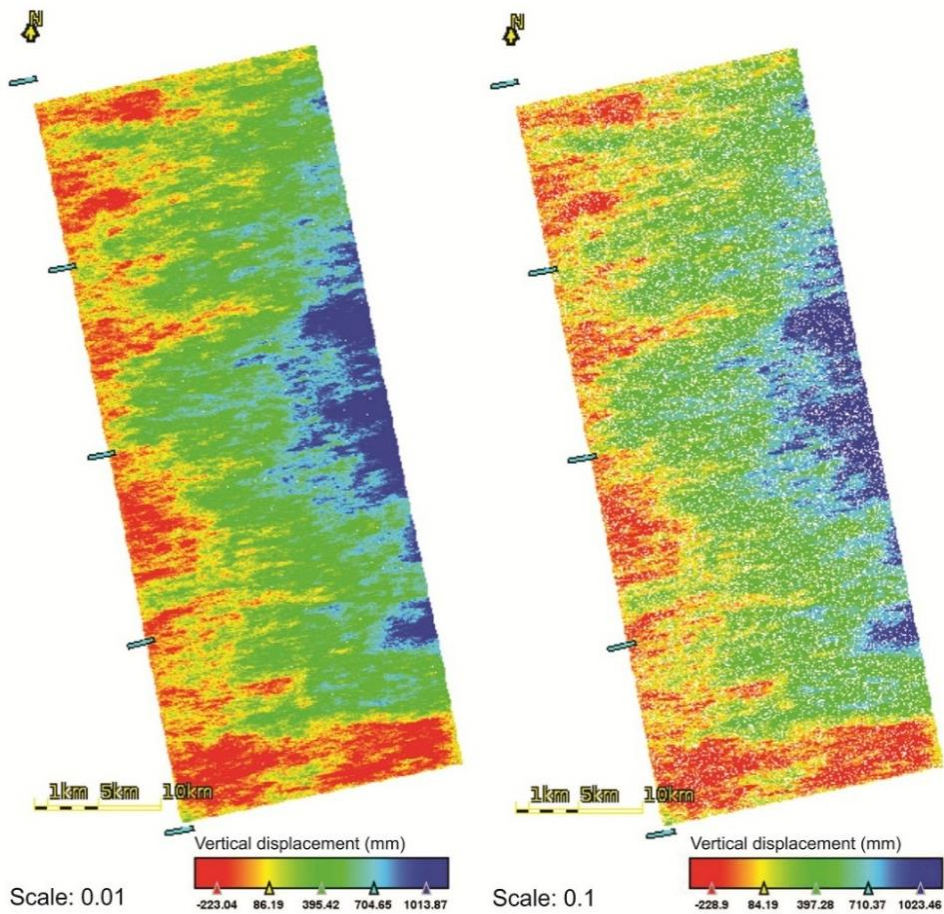 N
N
1km 5km 10km
1km 5km 10km
Vertical displacement (mm)
Vertical displacement (mm)
Scale: 0.01
-223.04 86.19 395.42 704.65 1013.87
Scale: 0.1
-228.9 84.19 397.28 710.37 1023.46